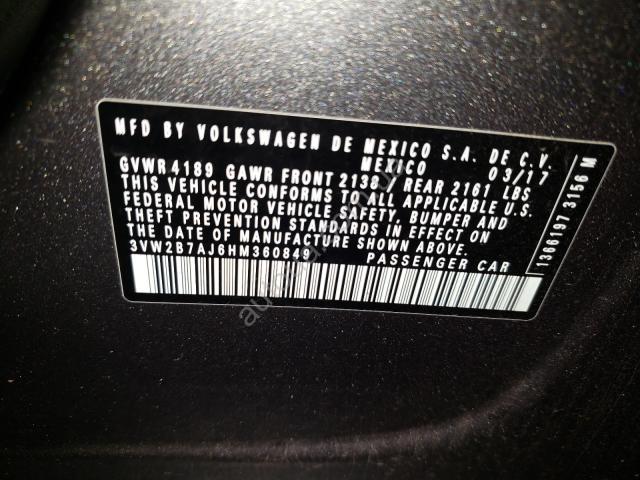 MFD BY VOLKSWAGEN DE MEXICO S.A. DE C.V.
MEXICO 03/17
GVWR 4189 GAWR FRONT 2138 / REAR 2161 LBS
THIS VEHICLE CONFORMS TO ALL APPLICABLE U.S.
FEDERAL MOTOR VEHICLE SAFETY, BUMPER AND
THEFT PREVENTION STANDARDS IN EFFECT ON
THE DATE OF MANUFACTURE SHOWN ABOVE.
3VW2B7AJ6HM360849 PASSENGER CAR
1366197 3156 M